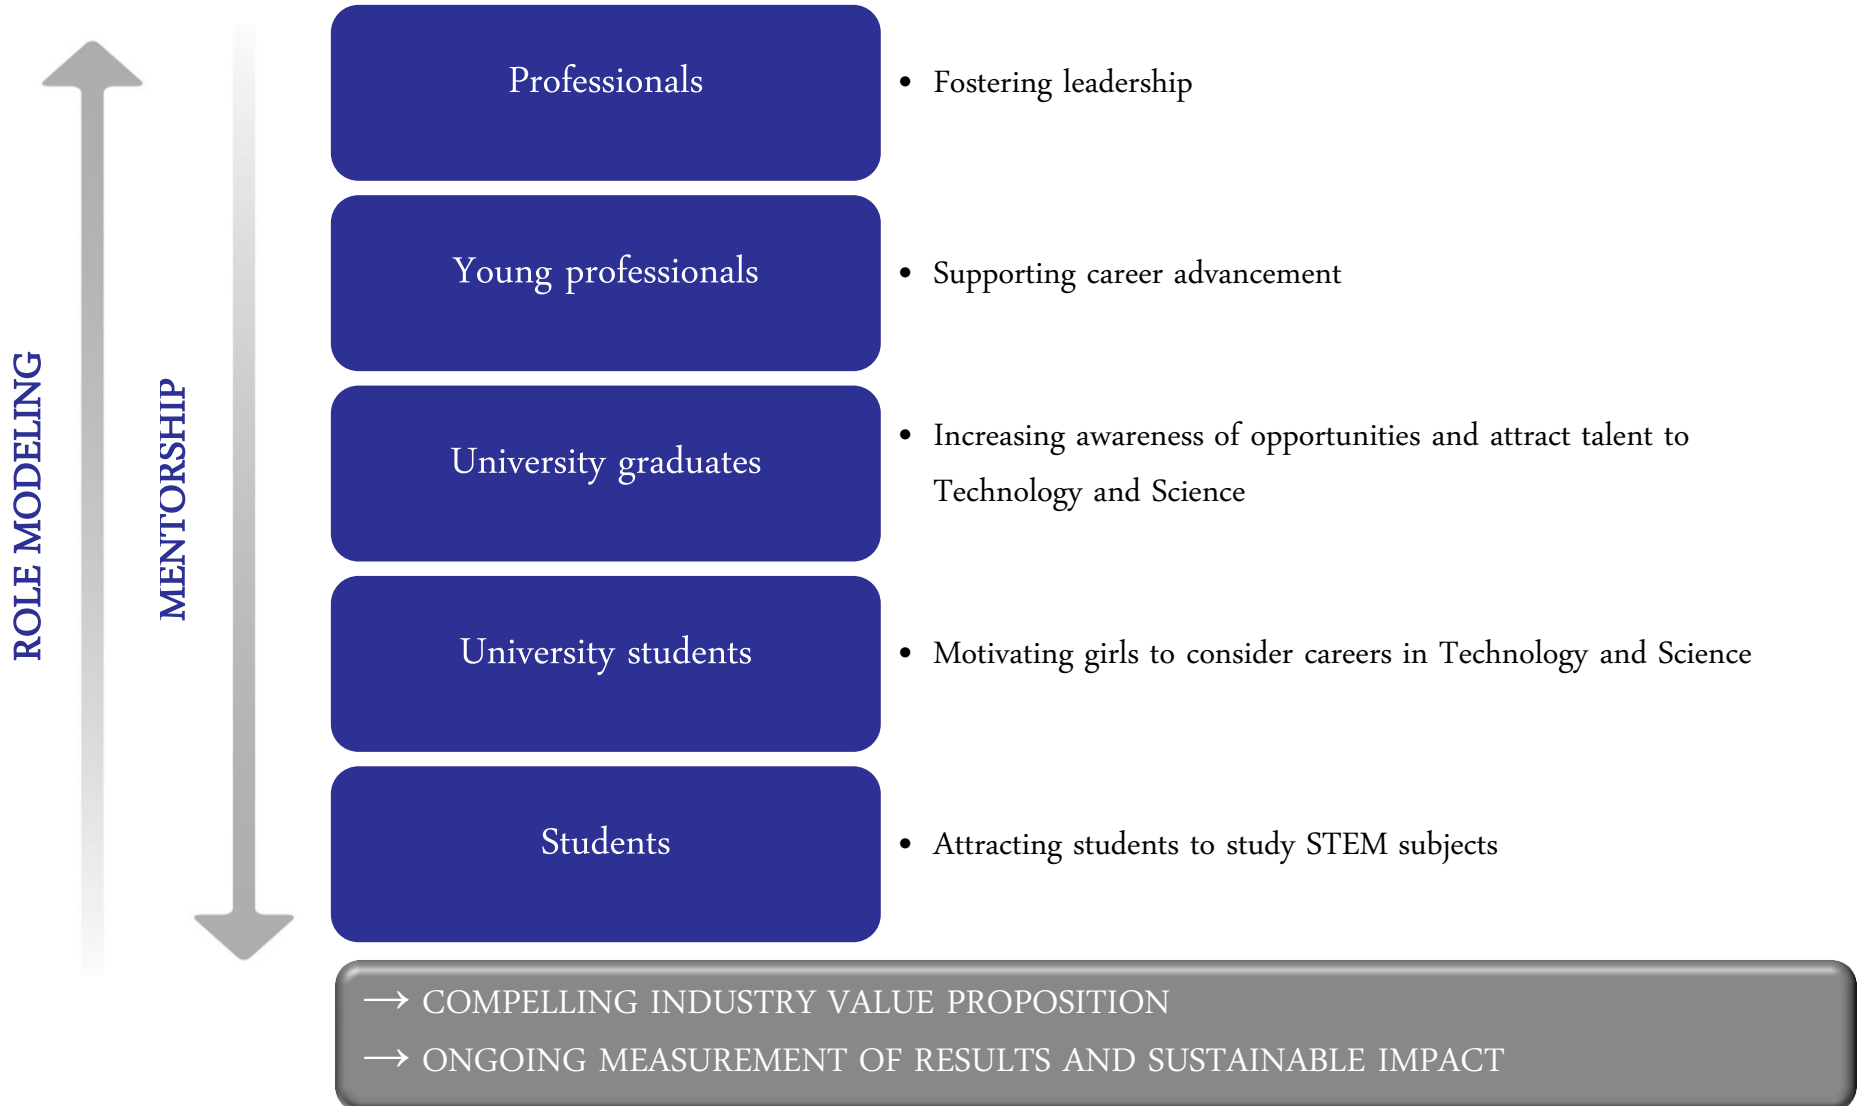 ROLE MODELING
MENTORSHIP
Professionals
• Fostering leadership
Young professionals
• Supporting career advancement
University graduates
• Increasing awareness of opportunities and attract talent to
Technology and Science
University students
• Motivating girls to consider careers in Technology and Science
Students
• Attracting students to study STEM subjects
→ COMPELLING INDUSTRY VALUE PROPOSITION
→ ONGOING MEASUREMENT OF RESULTS AND SUSTAINABLE IMPACT